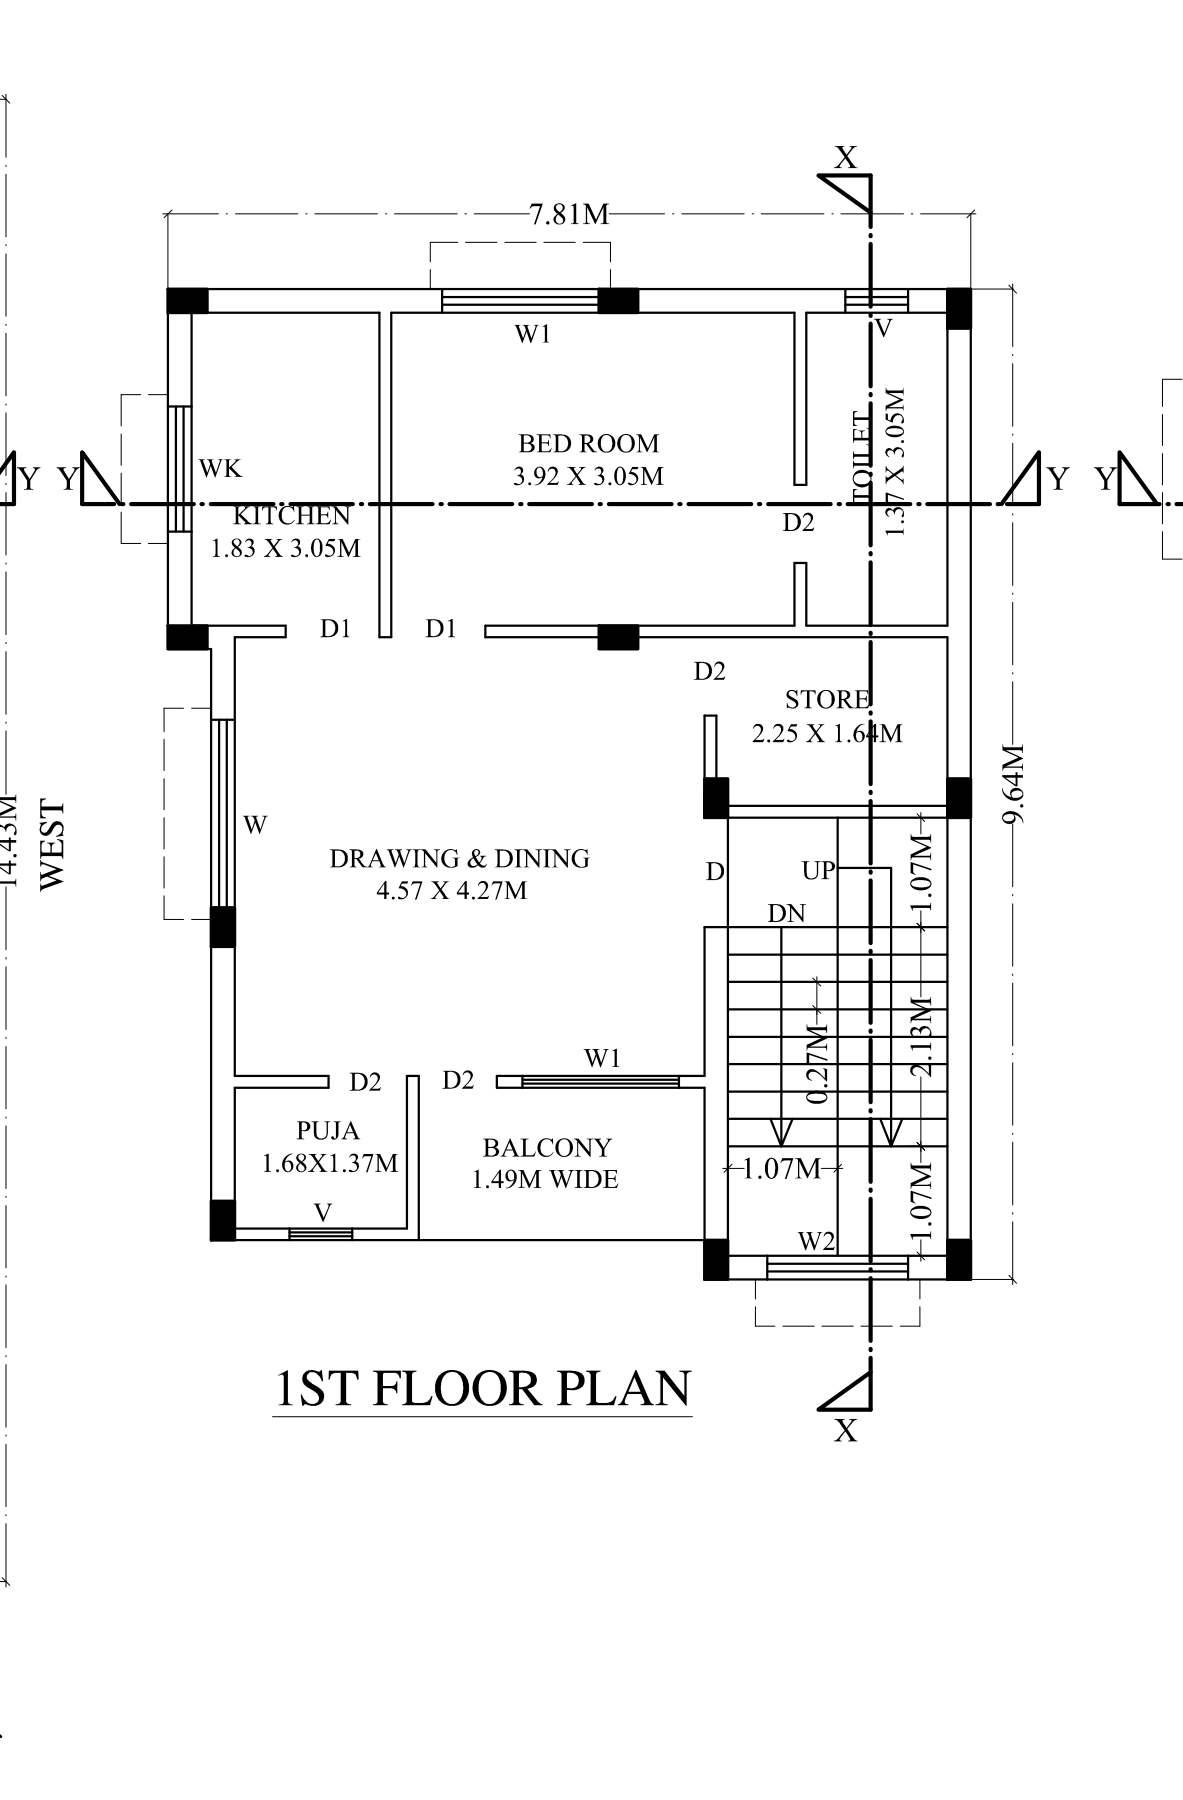 X
7.81M
W1
V
BED ROOM
3.92 X 3.05M
TOILET
1.37 X 3.05M
WK
Y
Y
Y
Y
KITCHEN
1.83 X 3.05M
D2
D1
D1
D2
STORE
2.25 X 1.64M
9.64M
14.43M
WEST
W
DRAWING & DINING
4.57 X 4.27M
D
UP
1.07M
DN
2.13M
0.27M
W1
D2
D2
PUJA
1.68X1.37M
BALCONY
1.49M WIDE
1.07M
1.07M
V
W2
1ST FLOOR PLAN
X